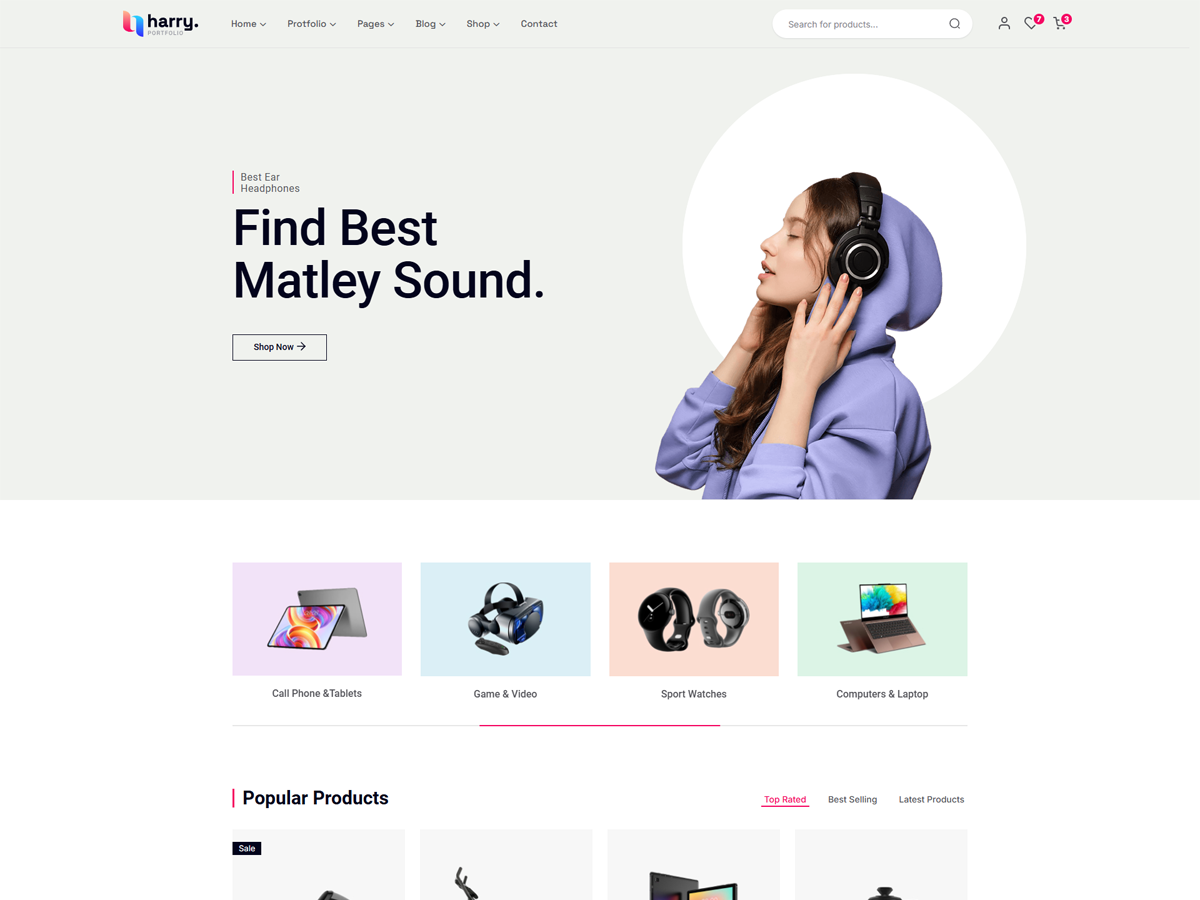 harry.
PORTFOLIO
Home
Protfolio
Pages
Blog
Shop
Contact
Search for products...
7
3
Best Ear
Headphones
Find Best
Matley Sound.
Shop Now
Call Phone &Tablets
Game & Video
Sport Watches
Computers & Laptop
Popular Products
Top Rated
Best Selling
Latest Products
Sale